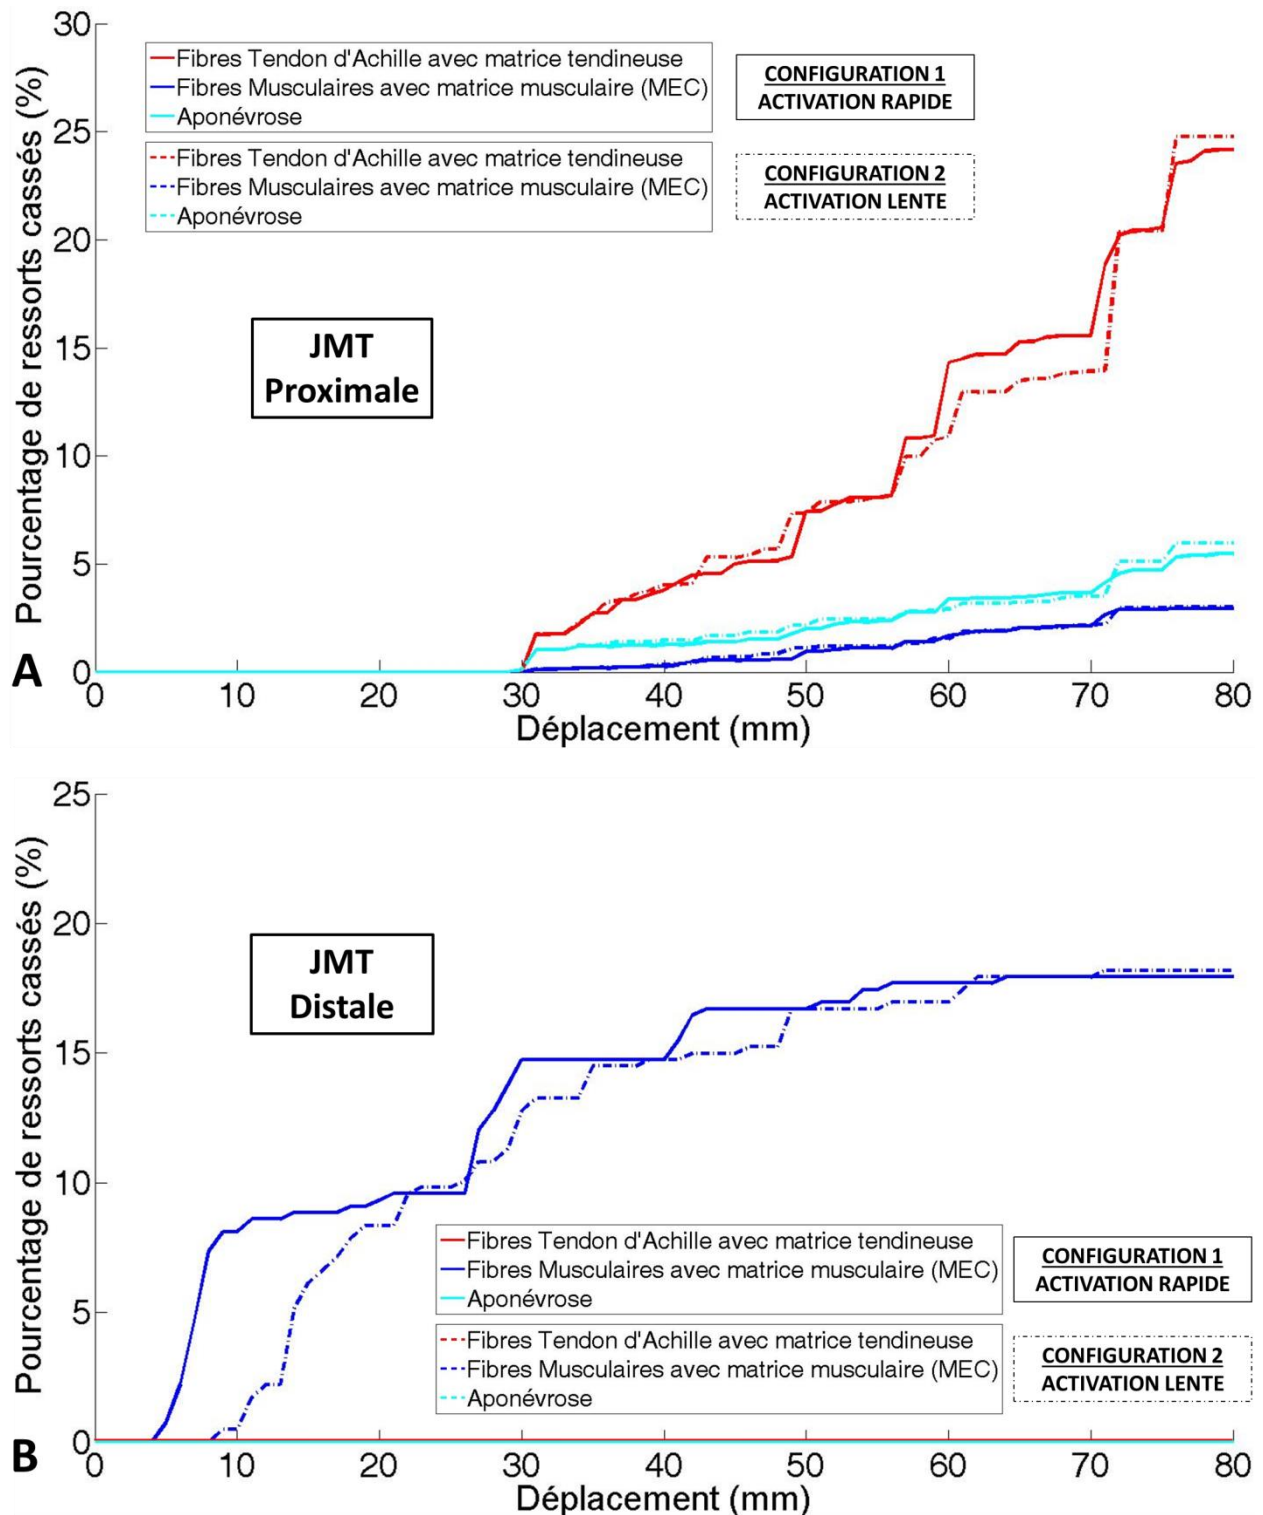 30
25
20
15
10
5
0
Pourcentage de ressorts cassés (%)
Fibres Tendon d'Achille avec matrice tendineuse
Fibres Musculaires avec matrice musculaire (MEC)
Aponévrose
CONFIGURATION 1
ACTIVATION RAPIDE
Fibres Tendon d'Achille avec matrice tendineuse
Fibres Musculaires avec matrice musculaire (MEC)
Aponévrose
CONFIGURATION 2
ACTIVATION LENTE
JMT
Proximale
A
0 10 20 30 40 50 60 70 80
Déplacement (mm)
25
20
15
10
5
0
Pourcentage de ressorts cassés (%)
JMT
Distale
Fibres Tendon d'Achille avec matrice tendineuse
Fibres Musculaires avec matrice musculaire (MEC)
Aponévrose
CONFIGURATION 1
ACTIVATION RAPIDE
Fibres Tendon d'Achille avec matrice tendineuse
Fibres Musculaires avec matrice musculaire (MEC)
Aponévrose
CONFIGURATION 2
ACTIVATION LENTE
B
0 10 20 30 40 50 60 70 80
Déplacement (mm)